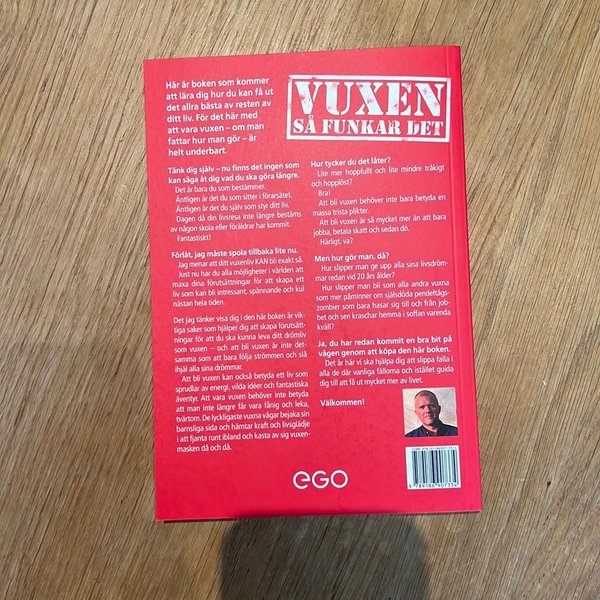 Här är boken som kommer
att lära dig hur du kan få ut
det allra bästa av resten av
ditt liv. För det här med
att vara vuxen – om man
fattar hur man gör – är
helt underbart.
Tänk dig själv – nu finns det ingen som
kan säga åt dig vad du ska göra längre.
Det är bara du som bestämmer.
Äntligen är det du som sitter i förarsätet.
Äntligen är det du själv som styr ditt liv.
Dagen då din livsresa inte längre bestäms
av någon skola eller föräldrar har kommit.
Fantastiskt!
Förlåt, jag måste spola tillbaka lite nu.
Jag menar att ditt vuxenliv KAN bli exakt så.
Just nu har du alla möjligheter i världen att
maxa dina förutsättningar för att skapa ett
liv som kan bli intressant, spännande och kul
nästan hela tiden.
Det jag tänker visa dig i den här boken är vik-
tiga saker som hjälper dig att skapa förutsätt-
ningar för att du ska kunna leva ditt drömliv
som vuxen – och att bli vuxen är inte det-
samma som att bara följa strömmen och slå
ihjäl alla sina drömmar.
Att bli vuxen kan också betyda ett liv som
sprudlar av energi, vilda idéer och fantastiska
äventyr. Att vara vuxen behöver inte betyda
att man inte längre får vara fånig och leka,
tvärtom. De lyckligaste vuxna vågar bejaka sin
barnsliga sida och hämtar kraft och livsglädje
i att fjanta runt ibland och kasta av sig vuxen-
masken då och då.
VUXEN
SÅ FUNKAR DET
Hur tycker du det låter?
Lite mer hoppfullt och lite mindre tråkigt
och hopplöst?
Bra!
Att bli vuxen behöver inte bara betyda en
massa trista plikter.
Att bli vuxen är så mycket mer än att bara
jobba, betala skatt och sedan dö.
Härligt, va?
Men hur gör man, då?
Hur slipper man ge upp alla sina livsdröm-
mar redan vid 20 års ålder?
Hur slipper man bli som alla andra vuxna
som mer påminner om själsdöda pendeltågs-
zombier som bara hasar sig till och från job-
bet och sen kraschar hemma i soffan varenda
kväll?
Ja, du har redan kommit en bra bit på
vägen genom att köpa den här boken.
Det är här vi ska hjälpa dig att slippa falla i
alla de där vanliga fällorna och istället guida
dig till att få ut mycket mer av livet.
Välkommen!
eGO
9 789186 907334